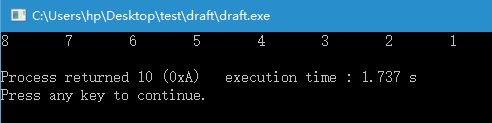 C:\Users\hp\Desktop\test\draft\draft.exe
8 7 6 5 4 3 2 1
Process returned 10 (0xA) execution time : 1.737 s
Press any key to continue.